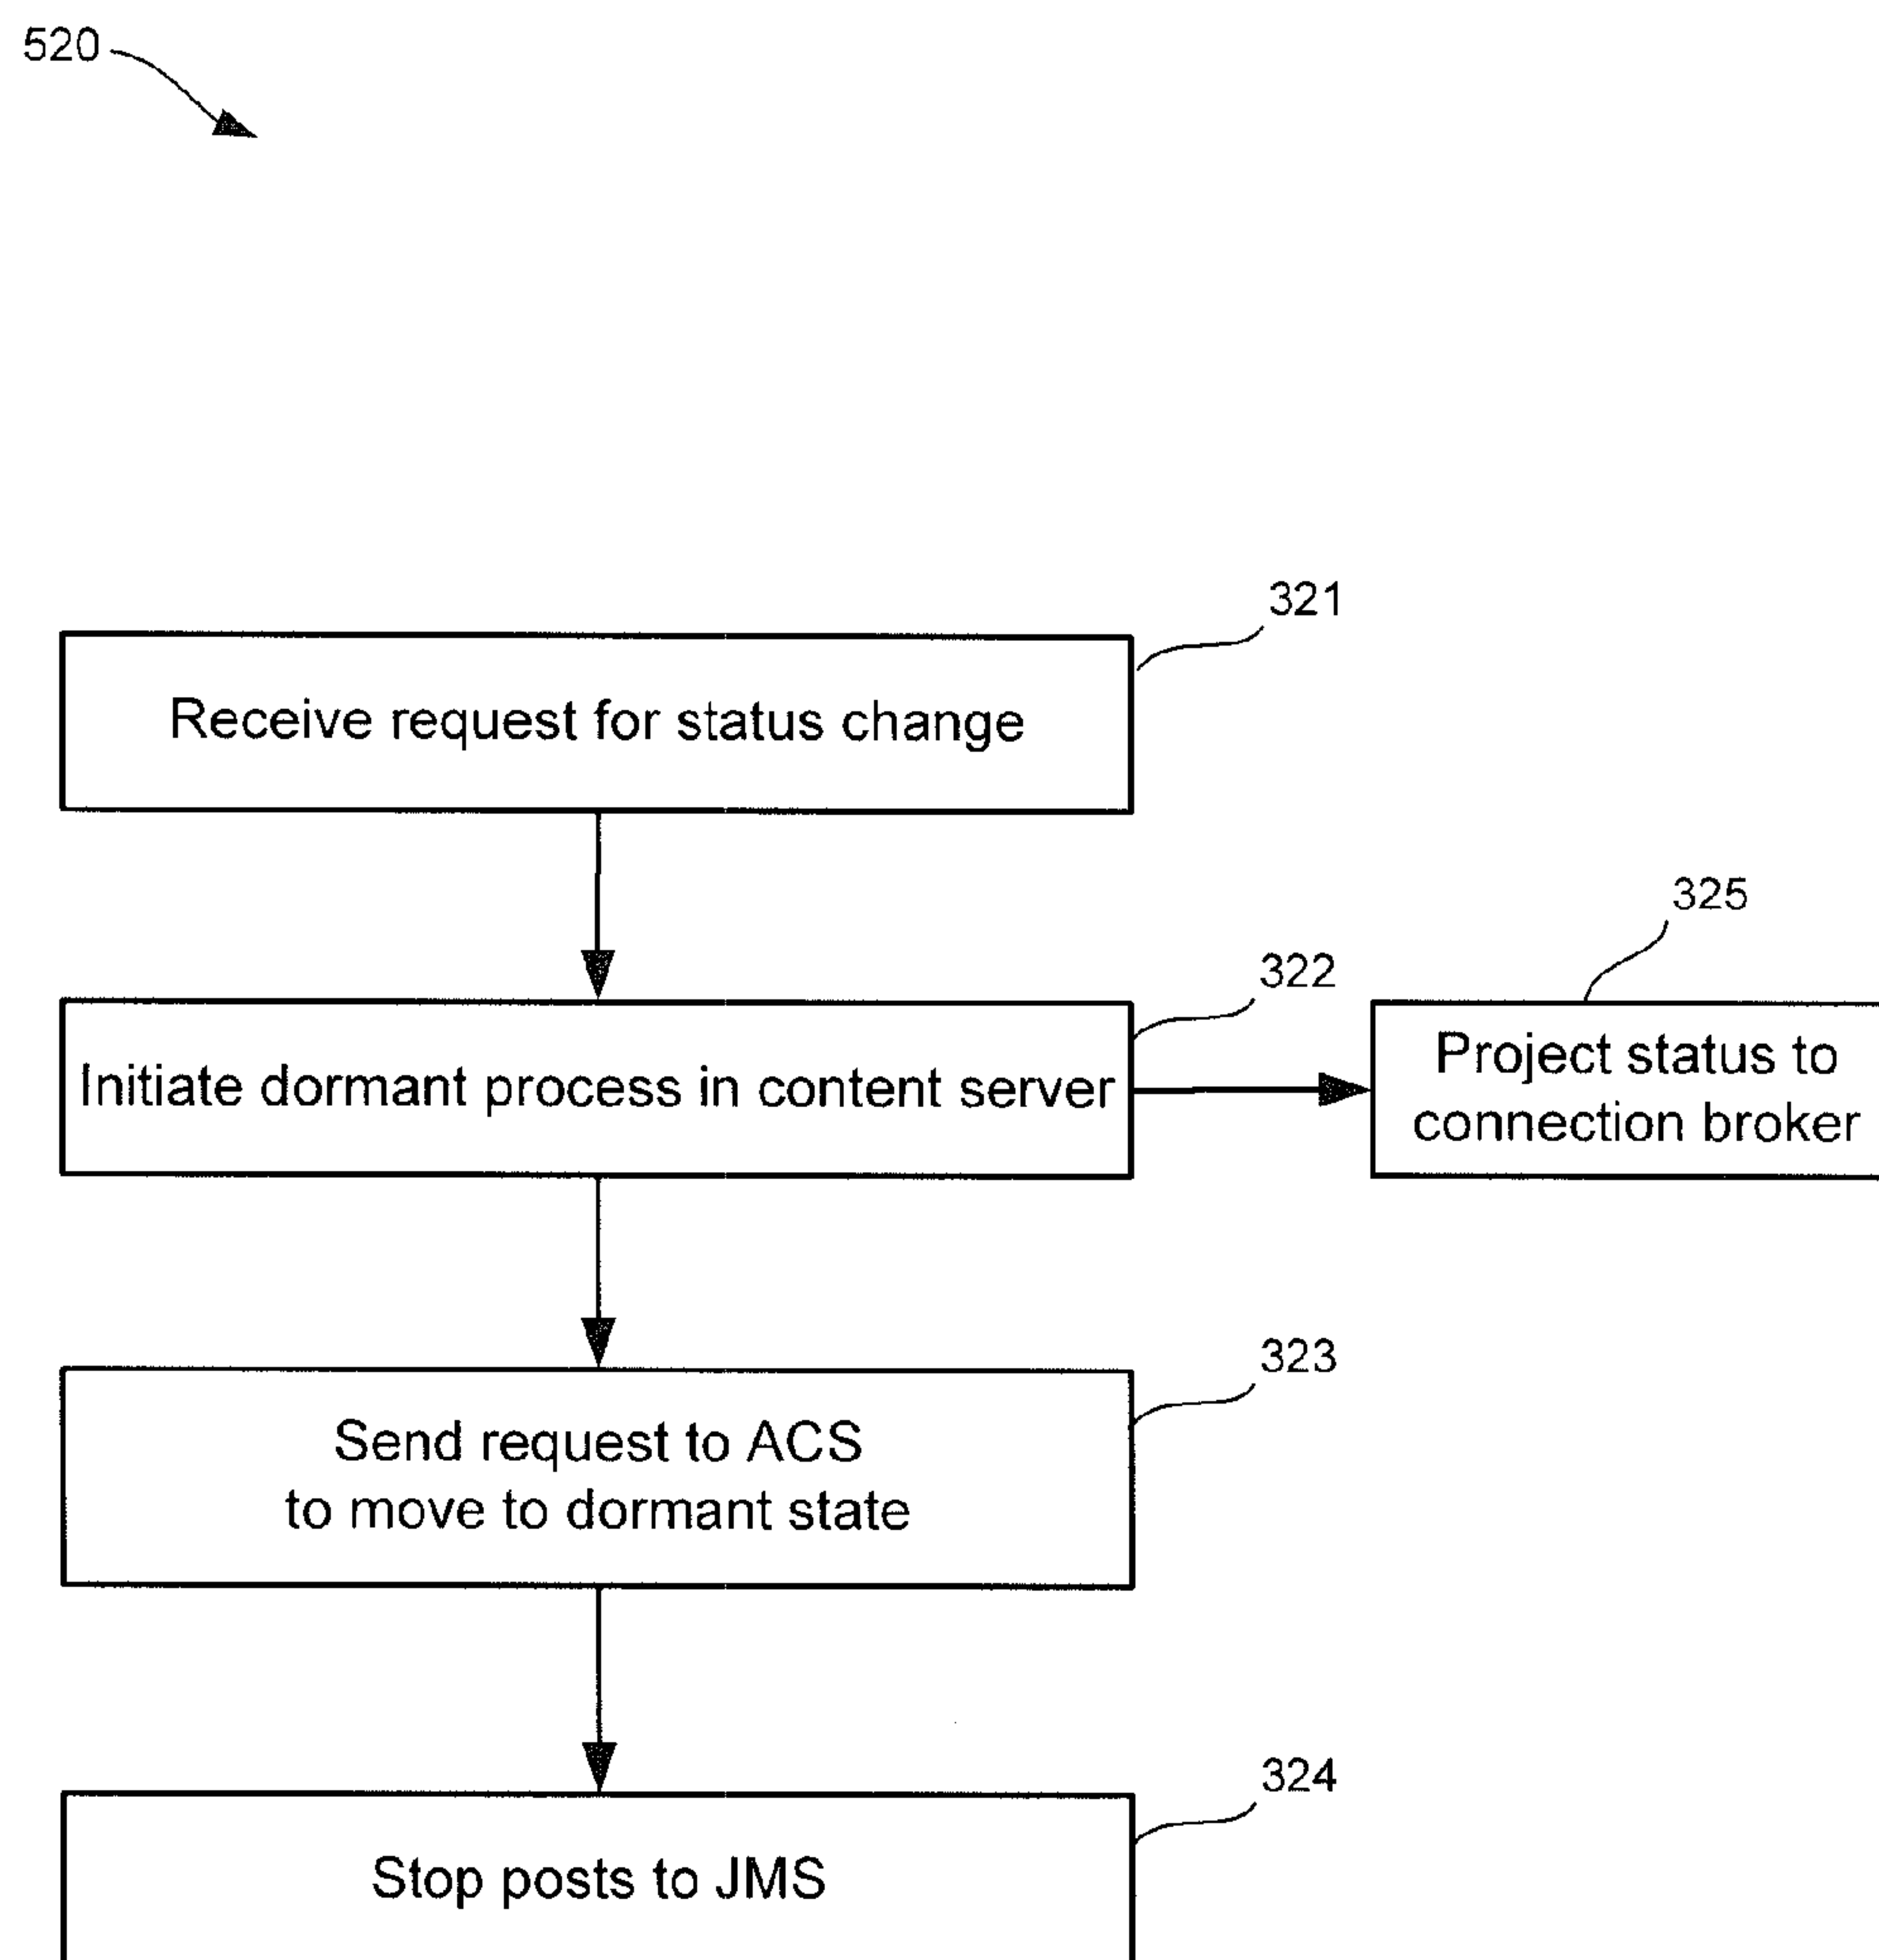 520
321
Receive request for status change
325
322
Initiate dormant process in content server
Project status to
connection broker
323
Send request to ACS
to move to dormant state
324
Stop posts to JMS